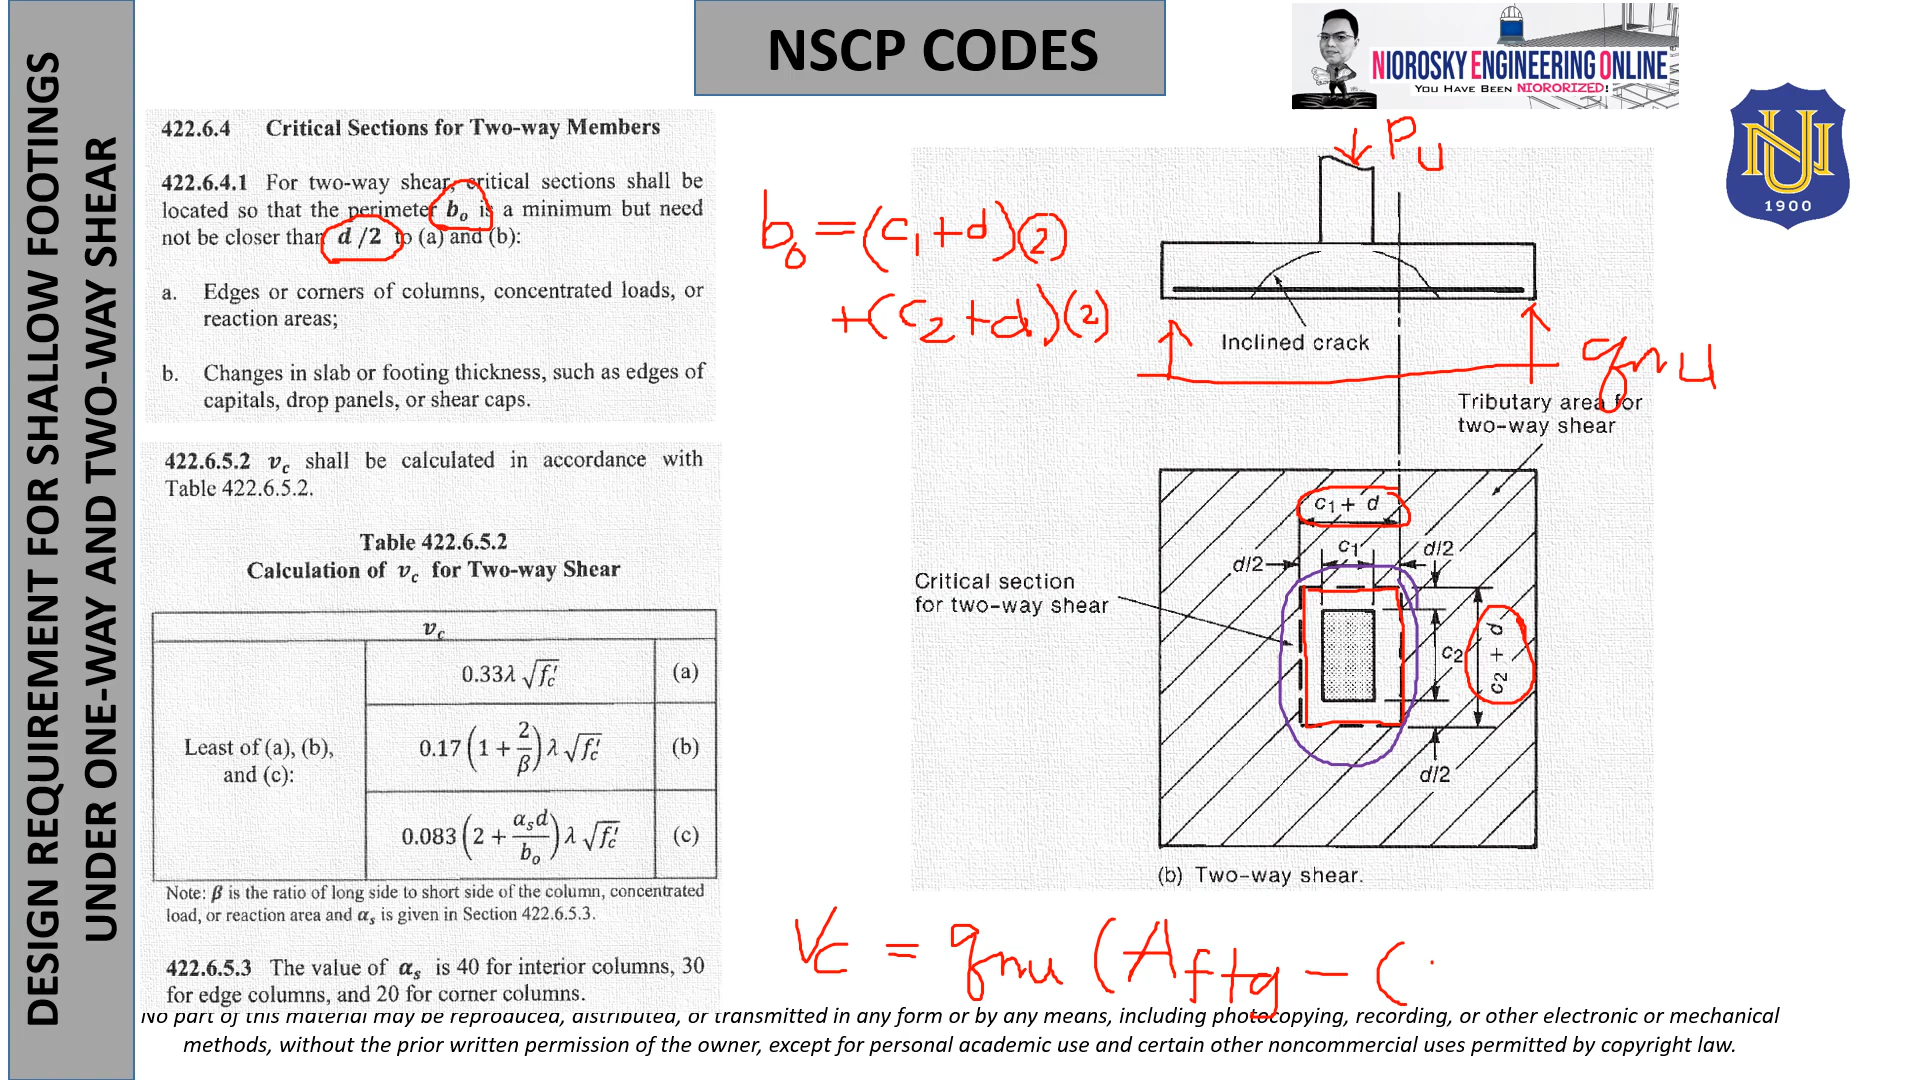 DESIGN REQUIREMENT FOR SHALLOW FOOTINGS
UNDER ONE-WAY AND TWO-WAY SHEAR
NSCP CODES
NIOROSKY ENGINEERING ONLINE
YOU HAVE BEEN NIORORIZED!
NU
1900
422.6.4 Critical Sections for Two-way Members
422.6.4.1 For two-way shear, critical sections shall be
located so that the perimeter bₒ is a minimum but need
not be closer than d/2 to (a) and (b):
a. Edges or corners of columns, concentrated loads, or
reaction areas;
b. Changes in slab or footing thickness, such as edges of
capitals, drop panels, or shear caps.
422.6.5.2 v꜀ shall be calculated in accordance with
Table 422.6.5.2.
Table 422.6.5.2
Calculation of v꜀ for Two-way Shear
v꜀
Least of (a), (b),
and (c):
0.33λ √f'c (a)
0.17 (1 + 2/β) λ √f'c (b)
0.083 (2 + αₛd/bₒ) λ √f'c (c)
Note: β is the ratio of long side to short side of the column, concentrated
load, or reaction area and αₛ is given in Section 422.6.5.3.
422.6.5.3 The value of αₛ is 40 for interior columns, 30
for edge columns, and 20 for corner columns.
b₀ = (c₁+d)(2)
+(c₂+d)(2)
Pᵤ
Inclined crack
qnu
Tributary area for
two-way shear
c₁+ d
c₁
d/2
d/2
Critical section
for two-way shear
c₂
c₂ + d
d/2
(b) Two-way shear.
Vc = qnu (Aftg - (
No part of this material may be reproduced, distributed, or transmitted in any form or by any means, including photocopying, recording, or other electronic or mechanical
methods, without the prior written permission of the owner, except for personal academic use and certain other noncommercial uses permitted by copyright law.